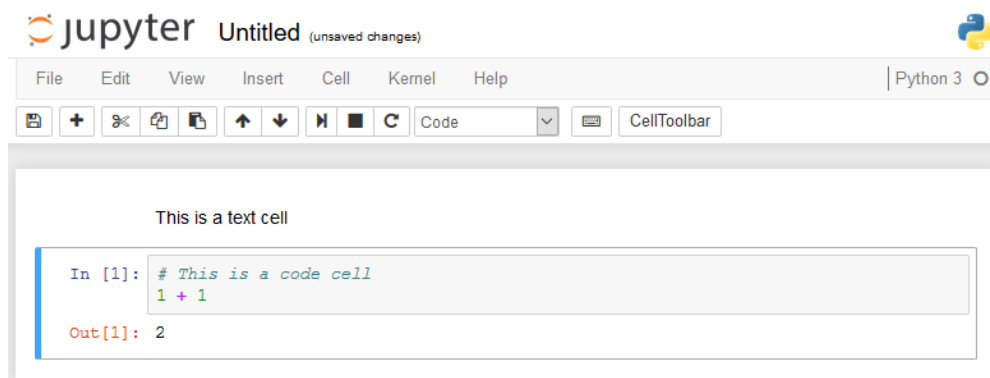 jupyter Untitled (unsaved changes)
File Edit View Insert Cell Kernel Help Python 3
Code CellToolbar
This is a text cell
In [1]: # This is a code cell
1 + 1
Out[1]: 2